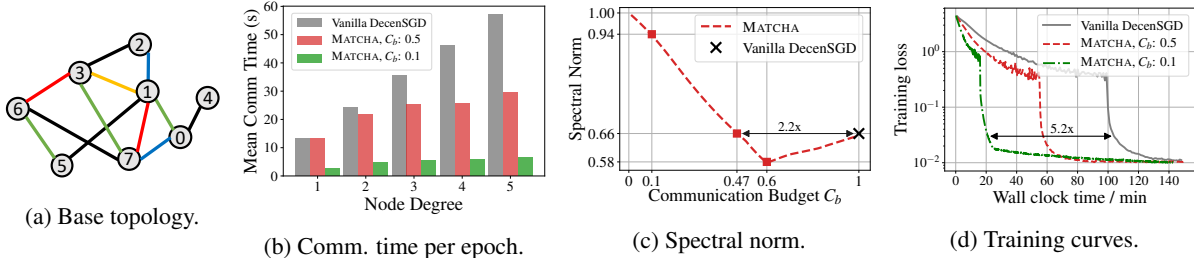 2
3
1
4
6
0
5
7
(a) Base topology.
Mean Comm Time (s)
60
50
40
30
20
10
0
Vanilla DecenSGD
MATCHA, Cb: 0.5
MATCHA, Cb: 0.1
1 2 3 4 5
Node Degree
(b) Comm. time per epoch.
Spectral Norm
1.00
0.94
0.66
0.58
MATCHA
Vanilla DecenSGD
2.2x
0 0.1 0.47 0.6 1
Communication Budget Cb
(c) Spectral norm.
Training loss
10⁰
10⁻¹
10⁻²
Vanilla DecenSGD
MATCHA, Cb: 0.5
MATCHA, Cb: 0.1
5.2x
0 20 40 60 80 100 120 140
Wall clock time / min
(d) Training curves.